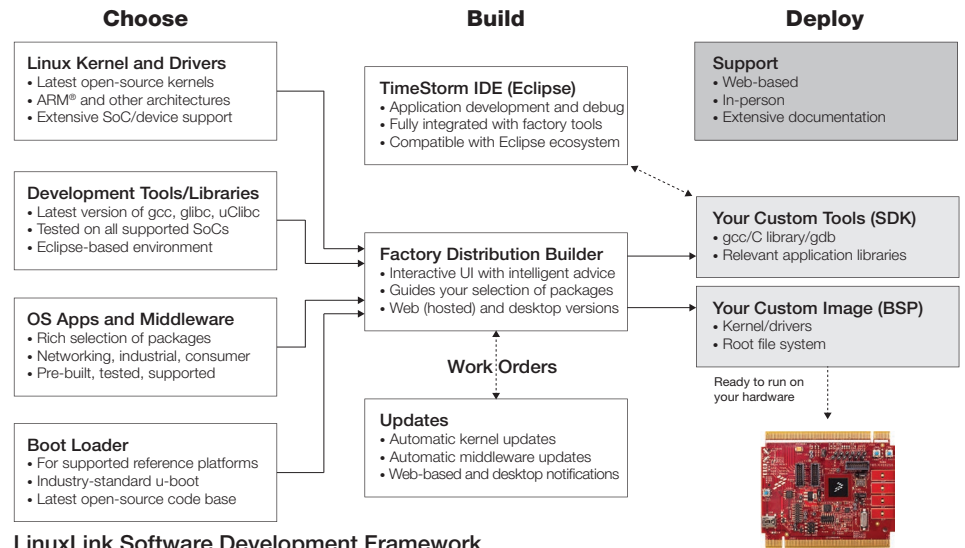 Choose
Build
Deploy
Linux Kernel and Drivers
• Latest open-source kernels
• ARM® and other architectures
• Extensive SoC/device support
Development Tools/Libraries
• Latest version of gcc, glibc, uClibc
• Tested on all supported SoCs
• Eclipse-based environment
OS Apps and Middleware
• Rich selection of packages
• Networking, industrial, consumer
• Pre-built, tested, supported
Boot Loader
• For supported reference platforms
• Industry-standard u-boot
• Latest open-source code base
TimeStorm IDE (Eclipse)
• Application development and debug
• Fully integrated with factory tools
• Compatible with Eclipse ecosystem
Factory Distribution Builder
• Interactive UI with intelligent advice
• Guides your selection of packages
• Web (hosted) and desktop versions
Work Orders
Updates
• Automatic kernel updates
• Automatic middleware updates
• Web-based and desktop notifications
Support
• Web-based
• In-person
• Extensive documentation
Your Custom Tools (SDK)
• gcc/C library/gdb
• Relevant application libraries
Your Custom Image (BSP)
• Kernel/drivers
• Root file system
Ready to run on
your hardware
LinuxLink Software Development Framework